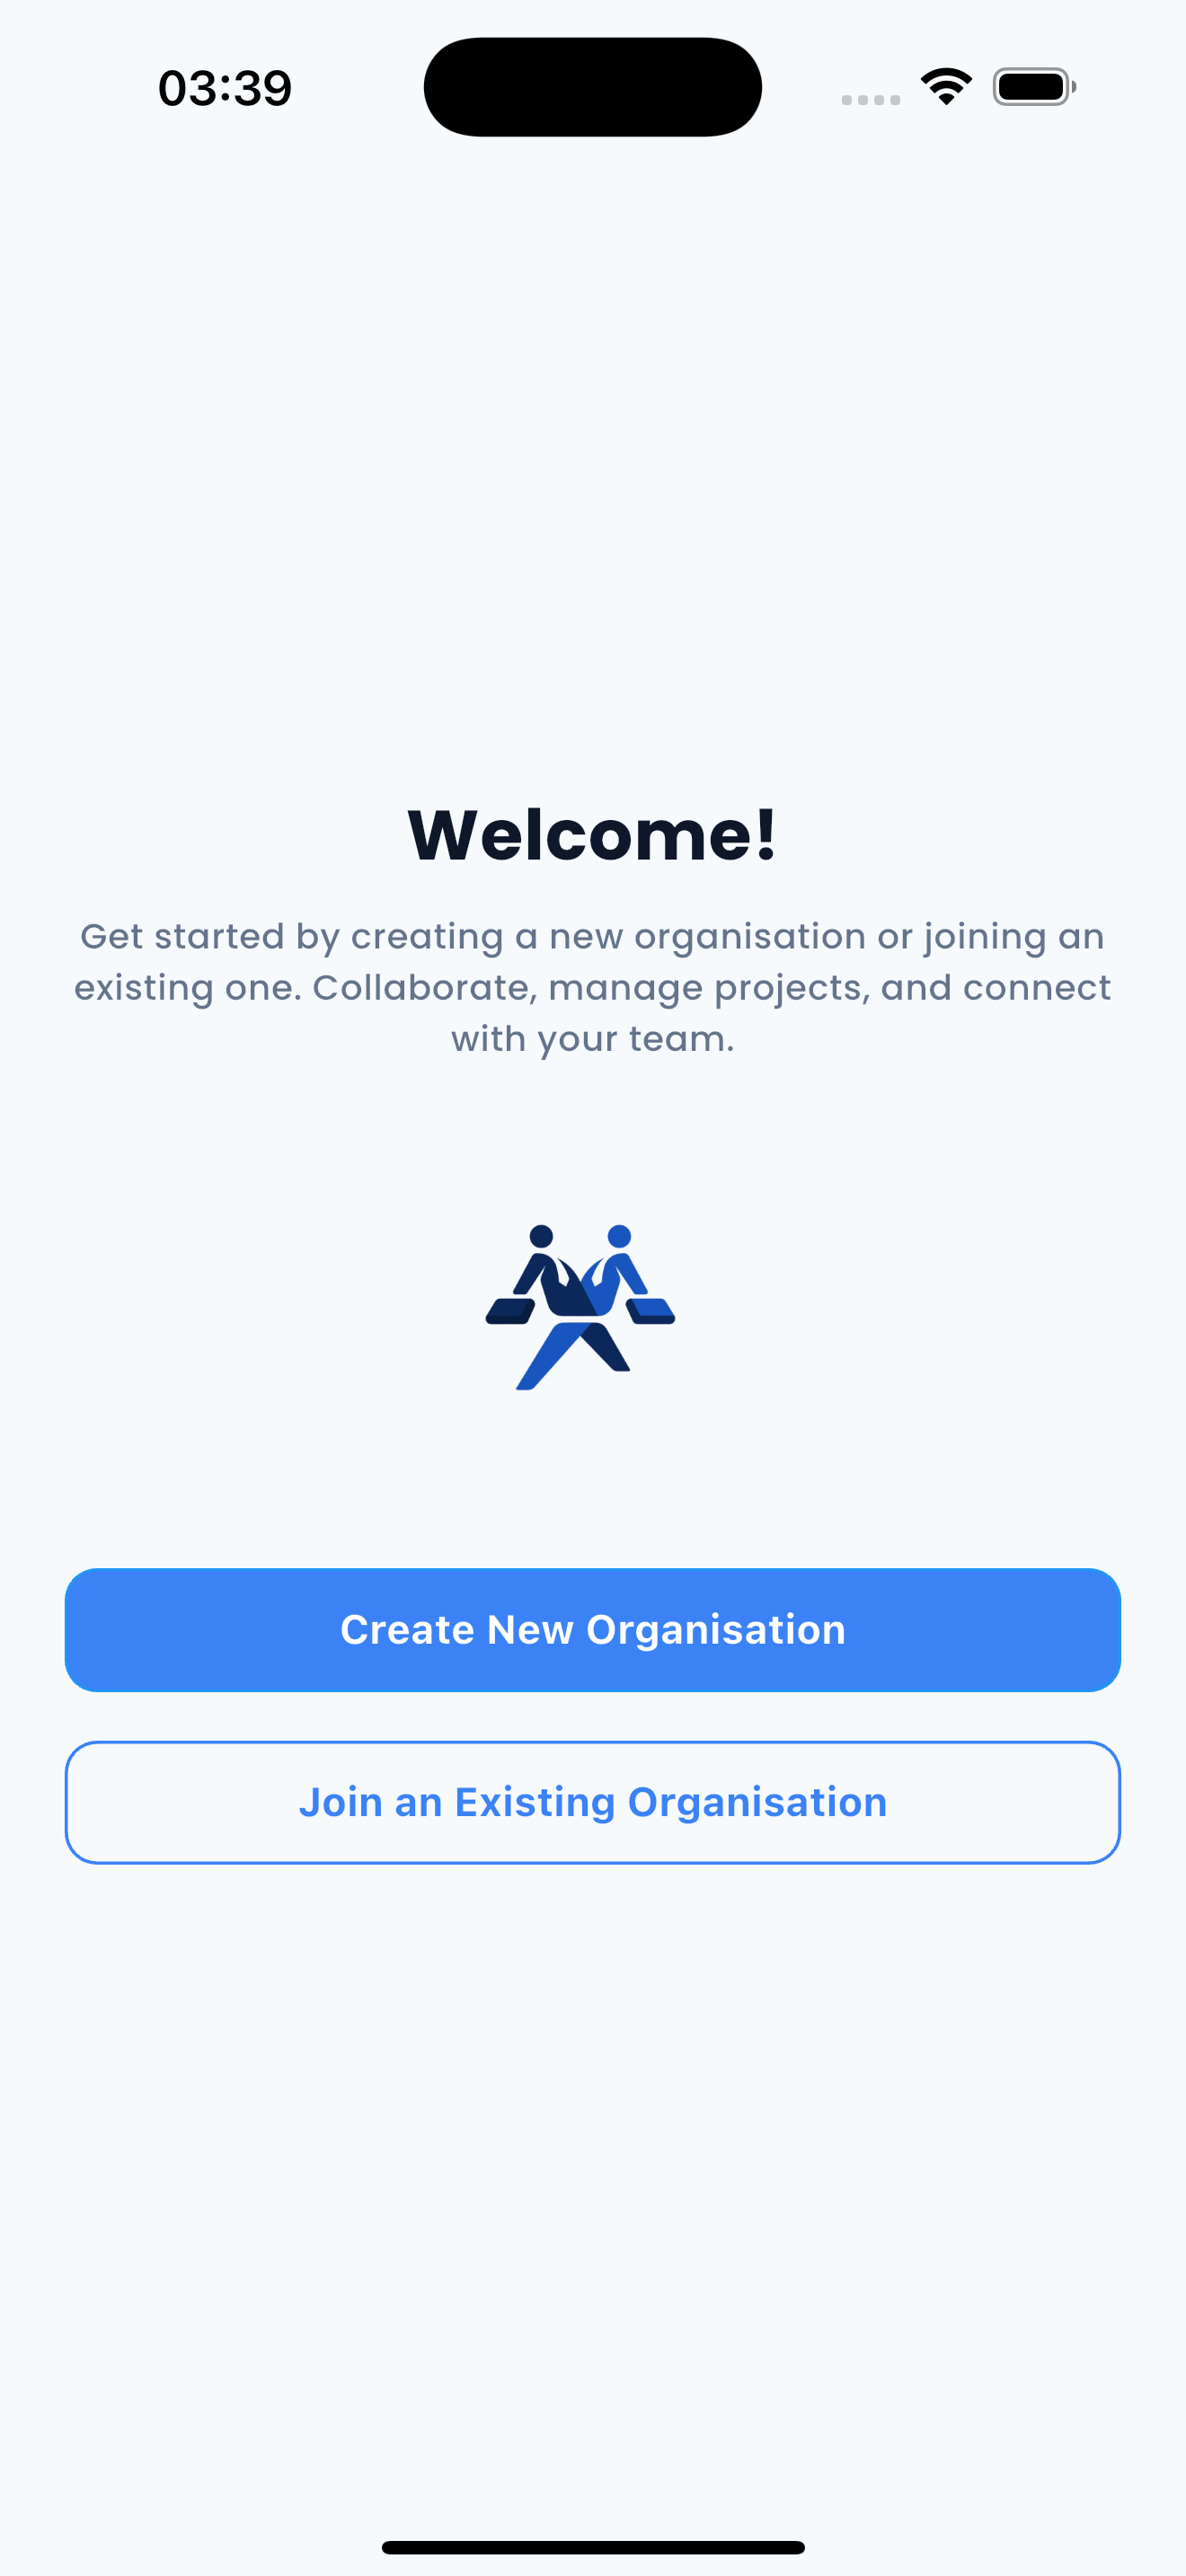 03:39
Welcome!
Get started by creating a new organisation or joining an
existing one. Collaborate, manage projects, and connect
with your team.
Create New Organisation
Join an Existing Organisation